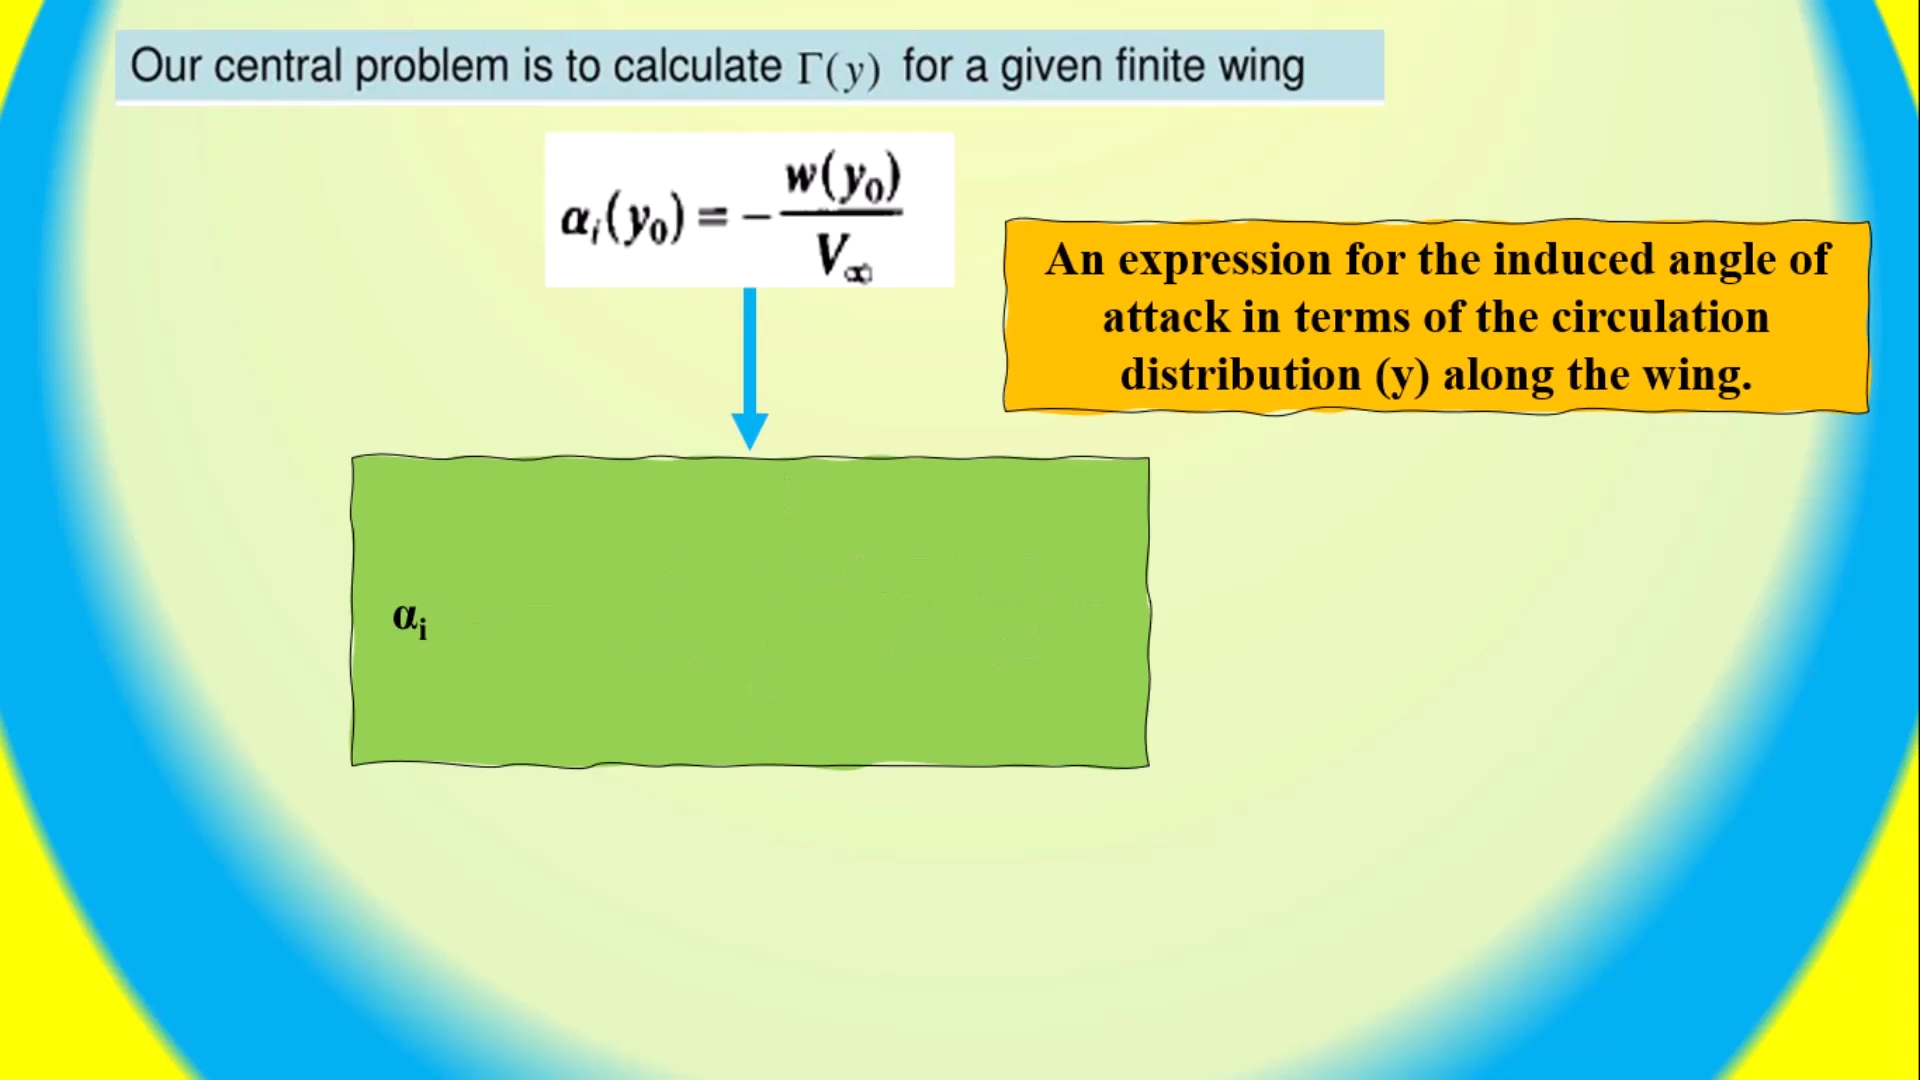 Our central problem is to calculate Γ(y) for a given finite wing
αᵢ(y₀) = − w(y₀) / V∞
An expression for the induced angle of
attack in terms of the circulation
distribution (y) along the wing.
αᵢ